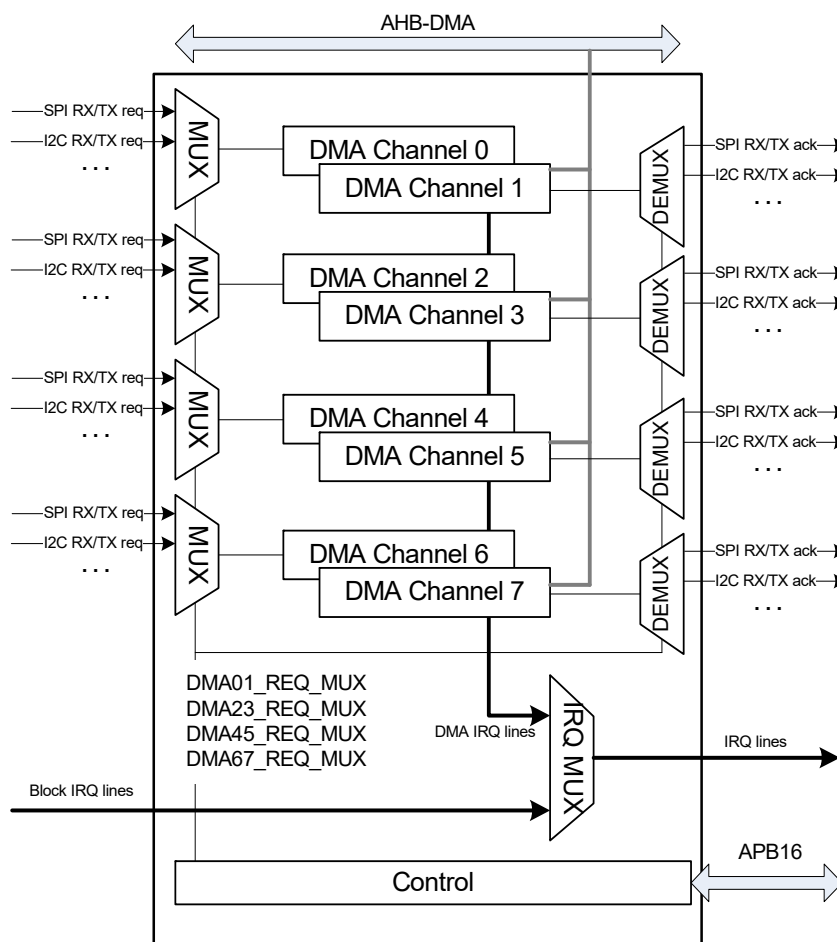 AHB-DMA
SPI RX/TX req
I2C RX/TX req
. . .
MUX
DMA Channel 0
DMA Channel 1
DEMUX
SPI RX/TX ack
I2C RX/TX ack
. . .
SPI RX/TX req
I2C RX/TX req
. . .
MUX
DMA Channel 2
DMA Channel 3
DEMUX
SPI RX/TX ack
I2C RX/TX ack
. . .
SPI RX/TX req
I2C RX/TX req
. . .
MUX
DMA Channel 4
DMA Channel 5
DEMUX
SPI RX/TX ack
I2C RX/TX ack
. . .
SPI RX/TX req
I2C RX/TX req
. . .
MUX
DMA Channel 6
DMA Channel 7
DEMUX
SPI RX/TX ack
I2C RX/TX ack
. . .
DMA01_REQ_MUX
DMA23_REQ_MUX
DMA45_REQ_MUX
DMA67_REQ_MUX
DMA IRQ lines
IRQ MUX
IRQ lines
Block IRQ lines
APB16
Control